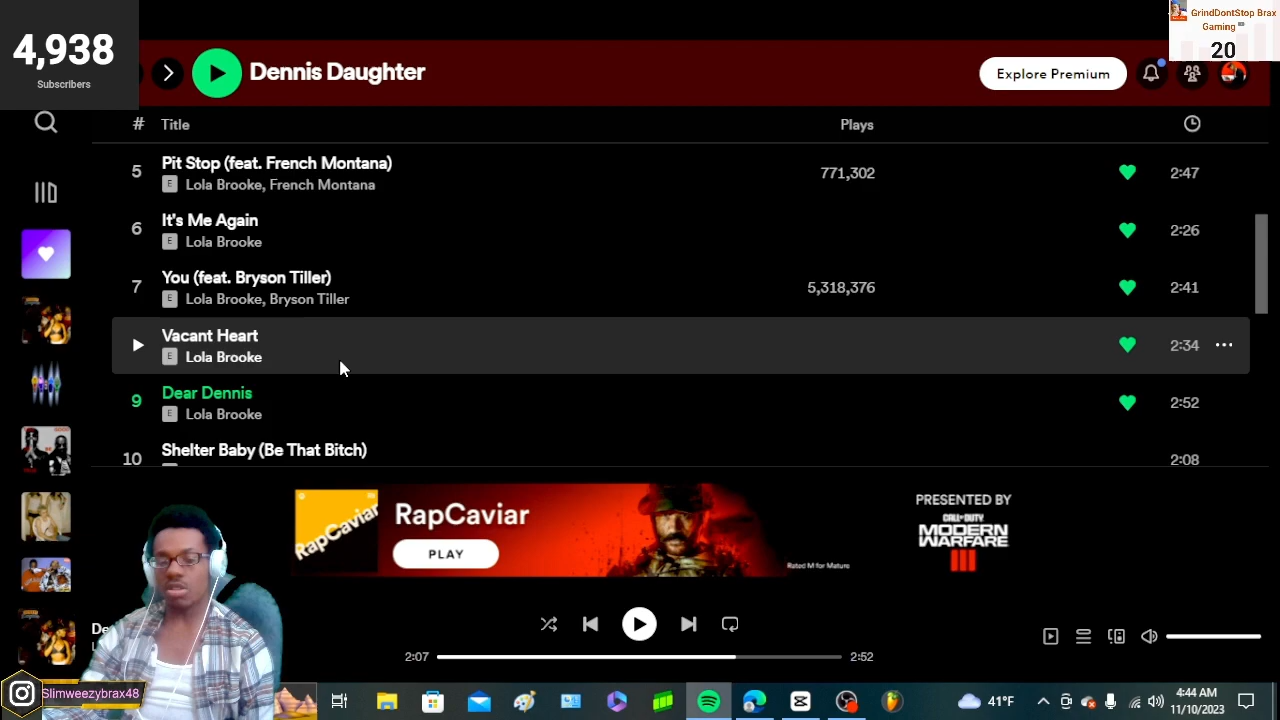 4,938
Subscribers
GrindDontStop Brax
Gaming
20
Dennis Daughter
Explore Premium
# Title Plays
5 Pit Stop (feat. French Montana) 771,302 2:47
E Lola Brooke, French Montana
6 It's Me Again 2:26
E Lola Brooke
7 You (feat. Bryson Tiller) 5,318,376 2:41
E Lola Brooke, Bryson Tiller
Vacant Heart 2:34
E Lola Brooke
9 Dear Dennis 2:52
E Lola Brooke
10 Shelter Baby (Be That Bitch) 2:08
RapCaviar
RapCaviar
PLAY
Rated M for Mature
PRESENTED BY
CALL OF DUTY
MODERN
WARFARE
III
De
2:07 2:52
Slimweezybrax48
41°F
4:44 AM
11/10/2023